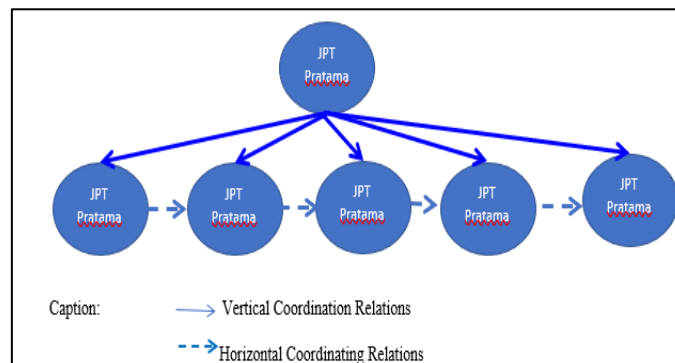 JPT
Pratama
JPT
Pratama
JPT
Pratama
JPT
Pratama
JPT
Pratama
JPT
Pratama
Caption:
Vertical Coordination Relations
Horizontal Coordinating Relations